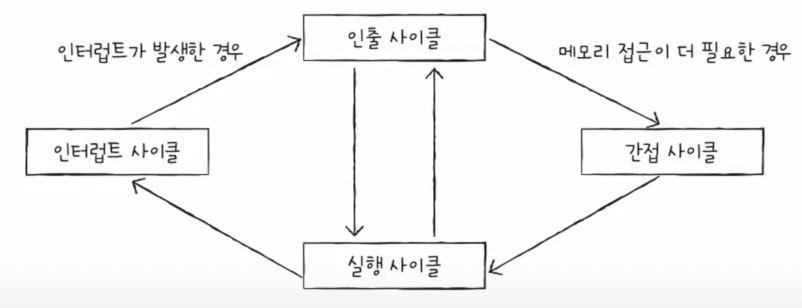 인출 사이클
인터럽트가 발생한 경우
메모리 접근이 더 필요한 경우
인터럽트 사이클
간접 사이클
실행 사이클